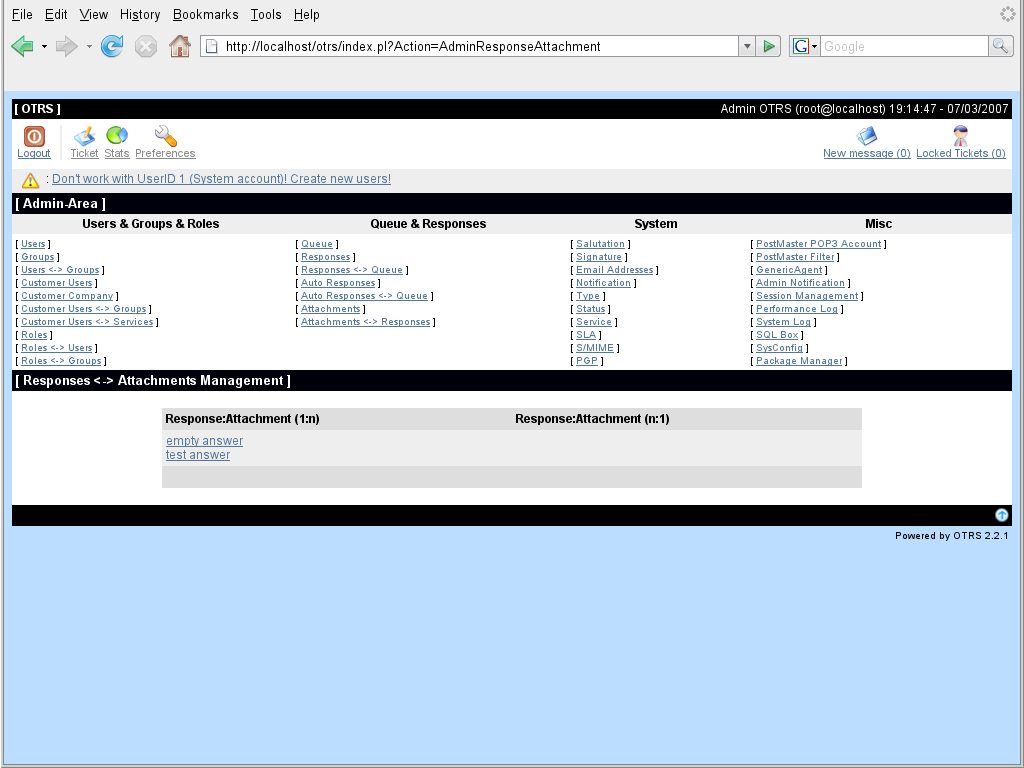 File Edit View History Bookmarks Tools Help
http://localhost/otrs/index.pl?Action=AdminResponseAttachment
G Google
[ OTRS ] Admin OTRS (root@localhost) 19:14:47 - 07/03/2007
Logout Ticket Stats Preferences New message (0) Locked Tickets (0)
: Don't work with UserID 1 (System account)! Create new users!
[ Admin-Area ]
Users & Groups & Roles Queue & Responses System Misc
[ Users ] [ Queue ] [ Salutation ] [ PostMaster POP3 Account ]
[ Groups ] [ Responses ] [ Signature ] [ PostMaster Filter ]
[ Users <-> Groups ] [ Responses <-> Queue ] [ Email Addresses ] [ GenericAgent ]
[ Customer Users ] [ Auto Responses ] [ Notification ] [ Admin Notification ]
[ Customer Company ] [ Auto Responses <-> Queue ] [ Type ] [ Session Management ]
[ Customer Users <-> Groups ] [ Attachments ] [ Status ] [ Performance Log ]
[ Customer Users <-> Services ] [ Attachments <-> Responses ] [ Service ] [ System Log ]
[ Roles ] [ SLA ] [ SQL Box ]
[ Roles <-> Users ] [ S/MIME ] [ SysConfig ]
[ Roles <-> Groups ] [ PGP ] [ Package Manager ]
[ Responses <-> Attachments Management ]
Response:Attachment (1:n) Response:Attachment (n:1)
empty answer
test answer
Powered by OTRS 2.2.1